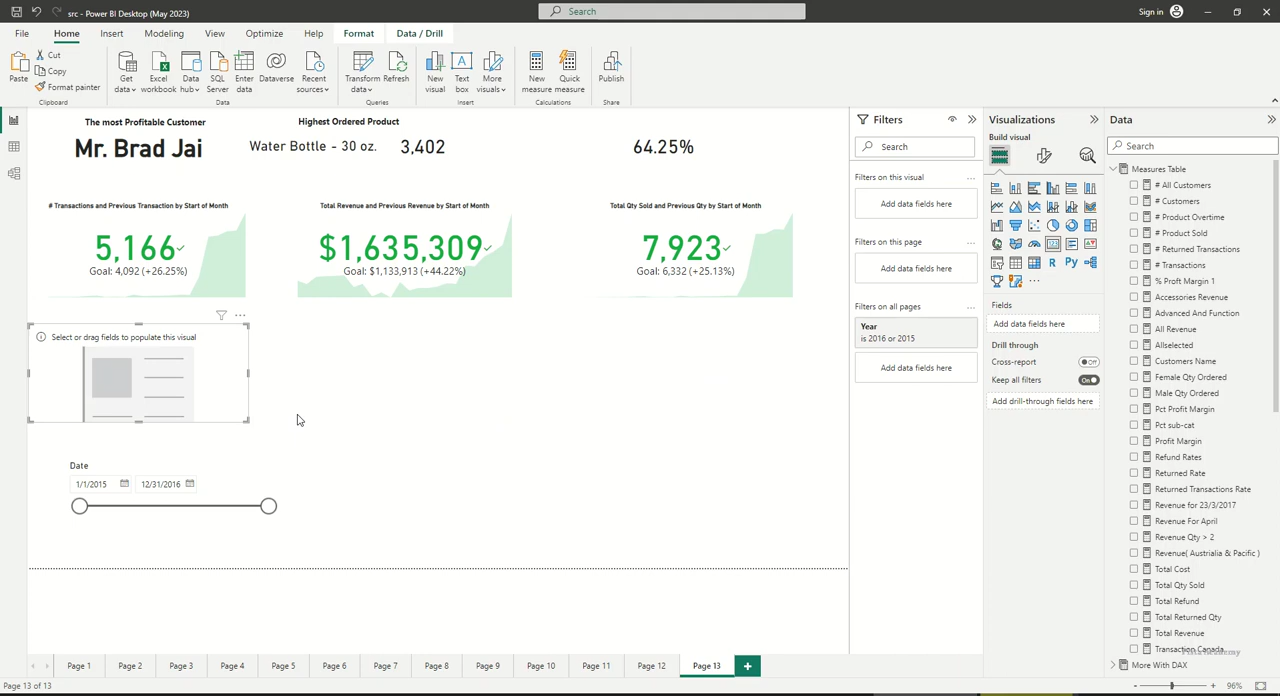 src - Power BI Desktop (May 2023)
Search
Sign in
File
Home
Insert
Modeling
View
Optimize
Help
Format
Data / Drill
Paste
Cut
Copy
Format painter
Clipboard
Get data
Excel workbook
Data hub
SQL Server
Enter data
Dataverse
Recent sources
Data
Transform data
Refresh
Queries
New visual
Text box
More visuals
Insert
New measure
Quick measure
Calculations
Publish
Share
The most Profitable Customer
Mr. Brad Jai
Highest Ordered Product
Water Bottle - 30 oz.
3,402
64.25%
# Transactions and Previous Transaction by Start of Month
5,166
Goal: 4,092 (+26.25%)
Total Revenue and Previous Revenue by Start of Month
$1,635,309
Goal: $1,133,913 (+44.22%)
Total Qty Sold and Previous Qty by Start of Month
7,923
Goal: 6,332 (+25.13%)
Select or drag fields to populate this visual
Date
1/1/2015
12/31/2016
Filters
Search
Filters on this visual
Add data fields here
Filters on this page
Add data fields here
Filters on all pages
Year
is 2016 or 2015
Add data fields here
Visualizations
Build visual
R
Py
Fields
Add data fields here
Drill through
Cross-report
Off
Keep all filters
On
Add drill-through fields here
Data
Search
Measures Table
# All Customers
# Customers
# Product Overtime
# Product Sold
# Returned Transactions
# Transactions
% Proft Margin 1
Accessories Revenue
Advanced And Function
All Revenue
Allselected
Customers Name
Female Qty Ordered
Male Qty Ordered
Pct Profit Margin
Pct sub-cat
Profit Margin
Refund Rates
Returned Rate
Returned Transactions Rate
Revenue for 23/3/2017
Revenue For April
Revenue Qty > 2
Revenue( Austrialia & Pacific )
Total Cost
Total Qty Sold
Total Refund
Total Returned Qty
Total Revenue
Transaction Canada
More With DAX
Page 1
Page 2
Page 3
Page 4
Page 5
Page 6
Page 7
Page 8
Page 9
Page 10
Page 11
Page 12
Page 13
Page 13 of 13
96%